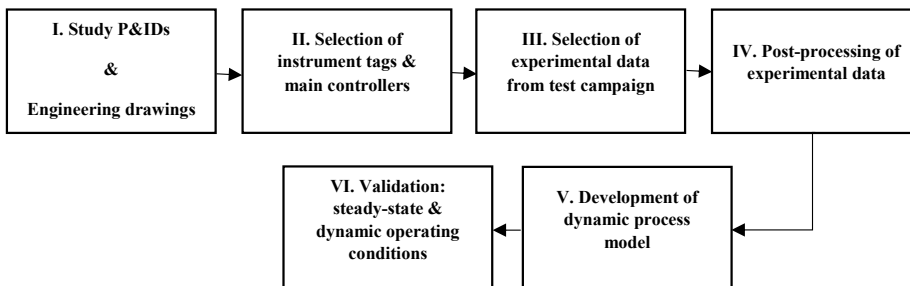 I. Study P&IDs
&
Engineering drawings
II. Selection of
instrument tags &
main controllers
III. Selection of
experimental data
from test campaign
IV. Post-processing of
experimental data
V. Development of
dynamic process
model
VI. Validation:
steady-state &
dynamic operating
conditions